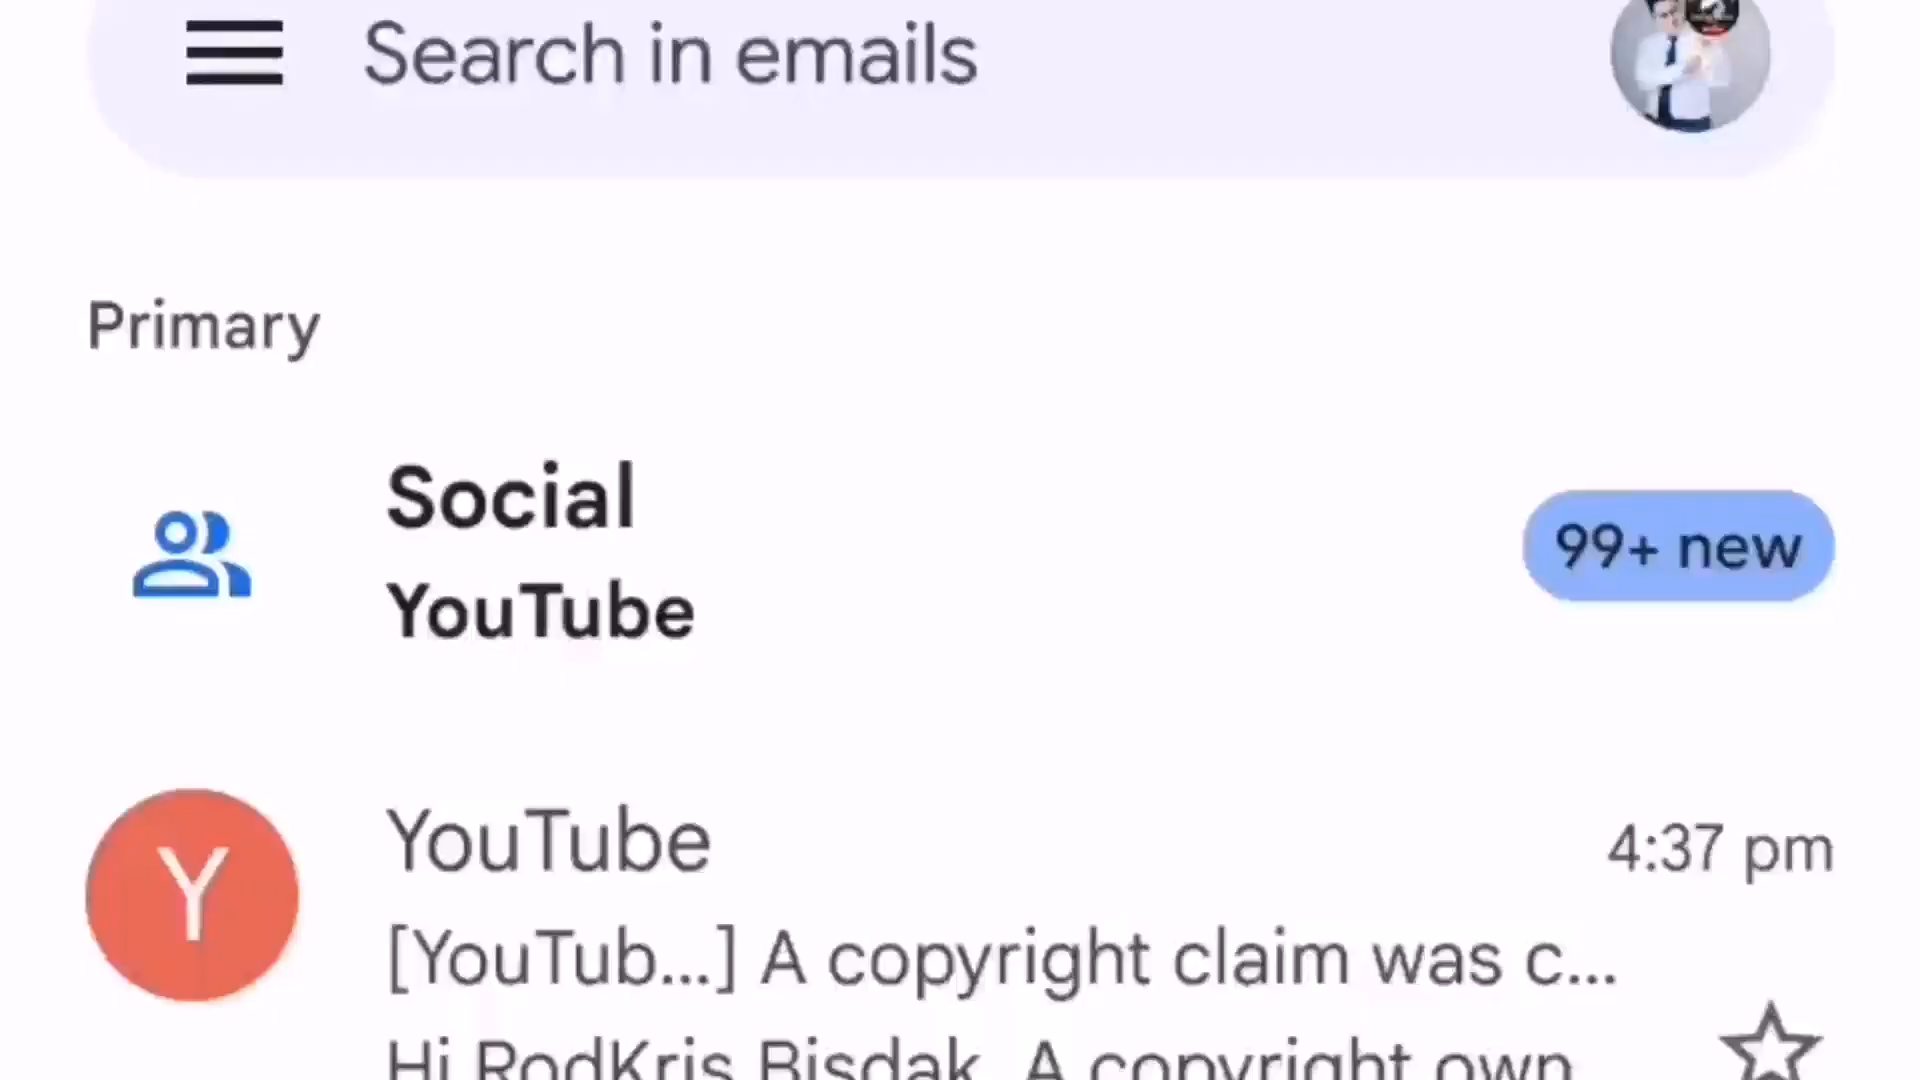 Search in emails
Primary
Social
99+ new
YouTube
Y
YouTube
4:37 pm
[YouTub...] A copyright claim was c...
Hi RodKris Bisdak, A copyright own